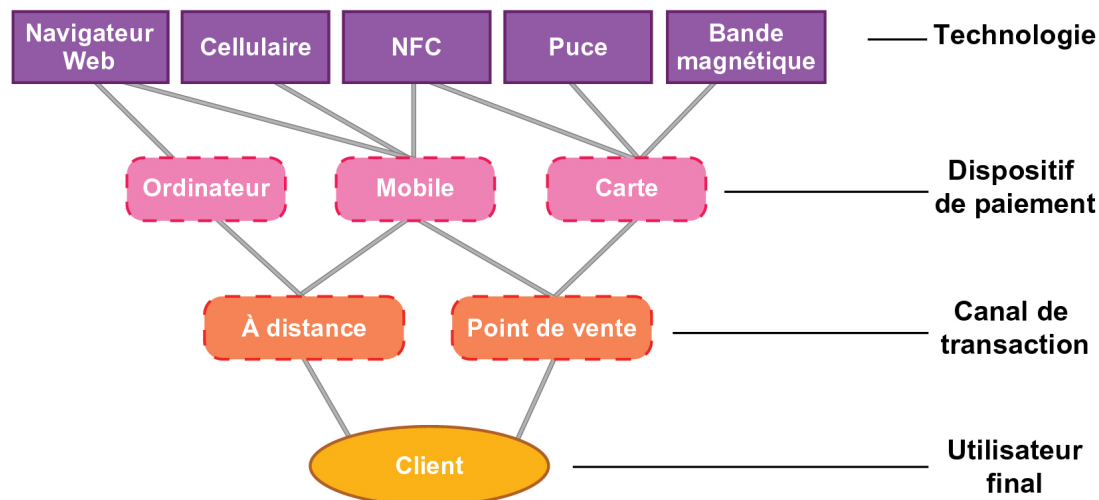 Navigateur
Web
Cellulaire
NFC
Puce
Bande
magnétique
Technologie
Ordinateur
Mobile
Carte
Dispositif
de paiement
À distance
Point de vente
Canal de
transaction
Client
Utilisateur
final